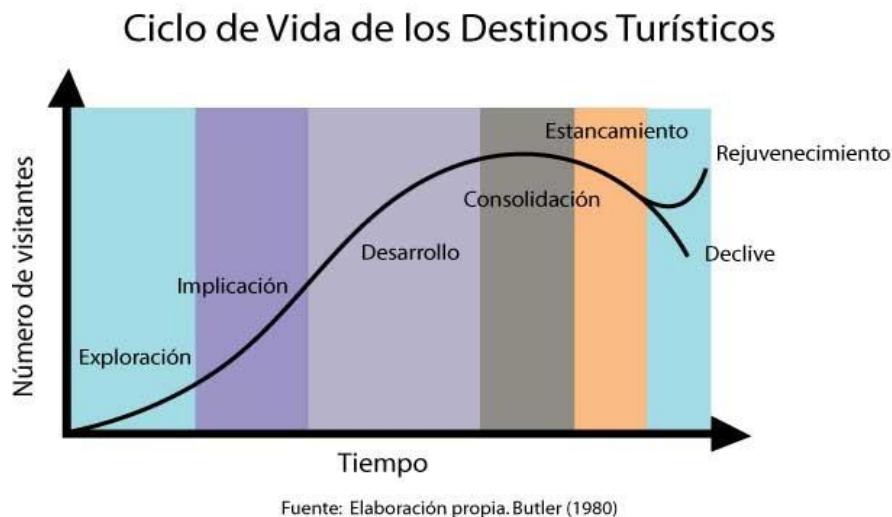 Ciclo de Vida de los Destinos Turísticos
Número de visitantes
Estancamiento
Rejuvenecimiento
Consolidación
Desarrollo
Declive
Implicación
Exploración
Tiempo
Fuente: Elaboración propia. Butler (1980)